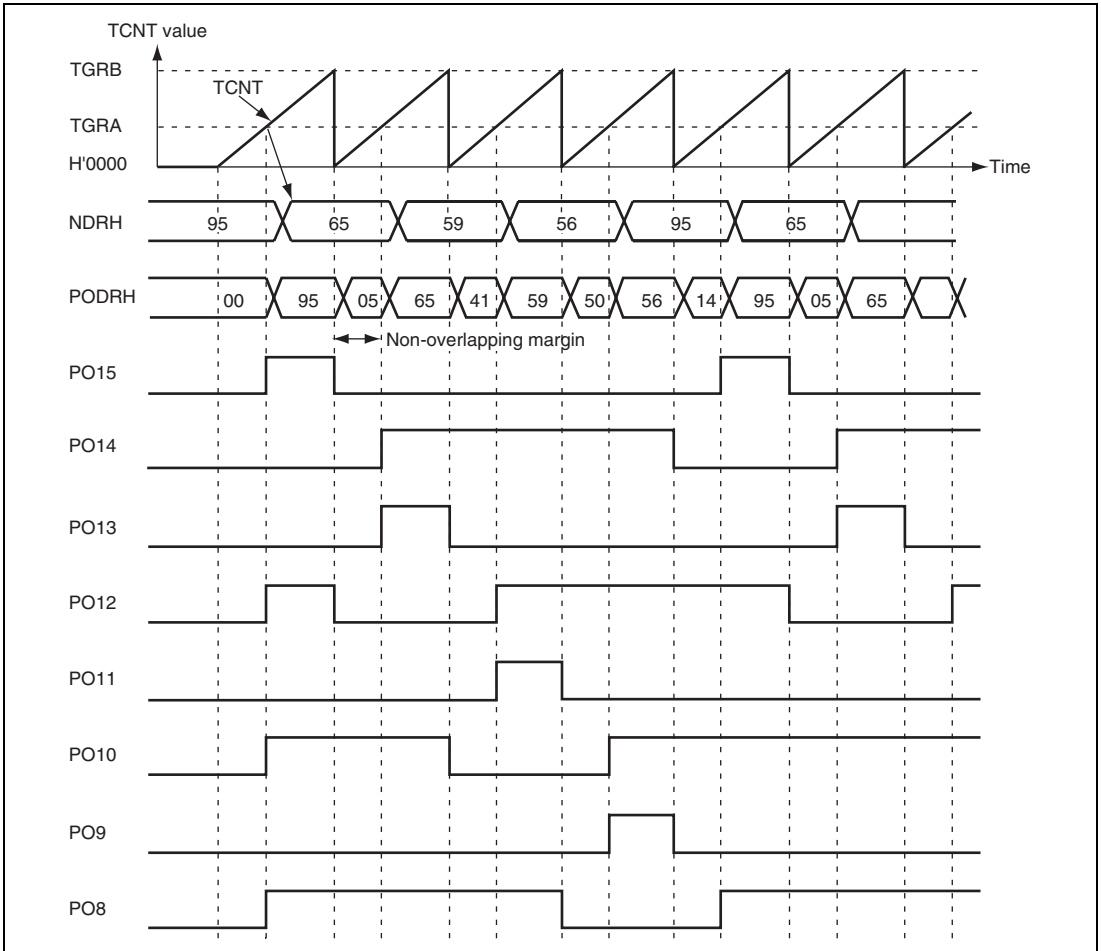 TCNT value
TGRB
TCNT
TGRA
H'0000
Time
NDRH 95 65 59 56 95 65
PODRH 00 95 05 65 41 59 50 56 14 95 05 65
Non-overlapping margin
PO15
PO14
PO13
PO12
PO11
PO10
PO9
PO8